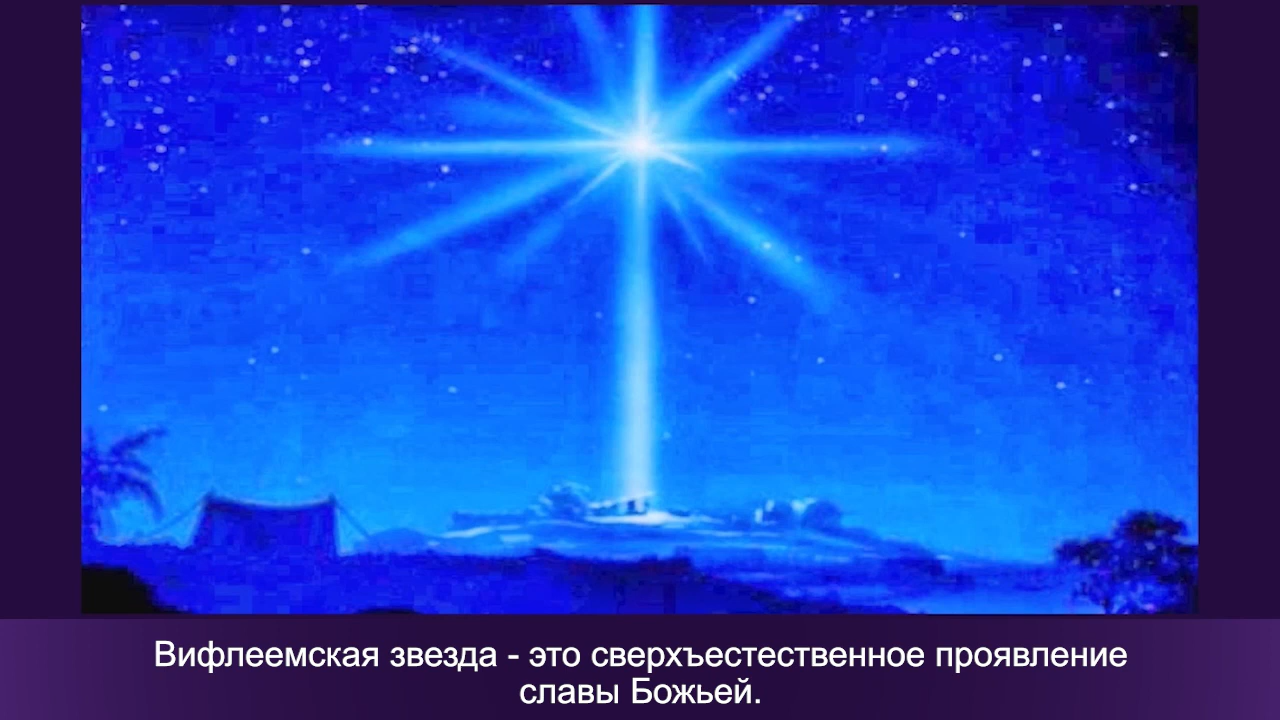 Вифлеемская звезда - это сверхъестественное проявление
славы Божьей.